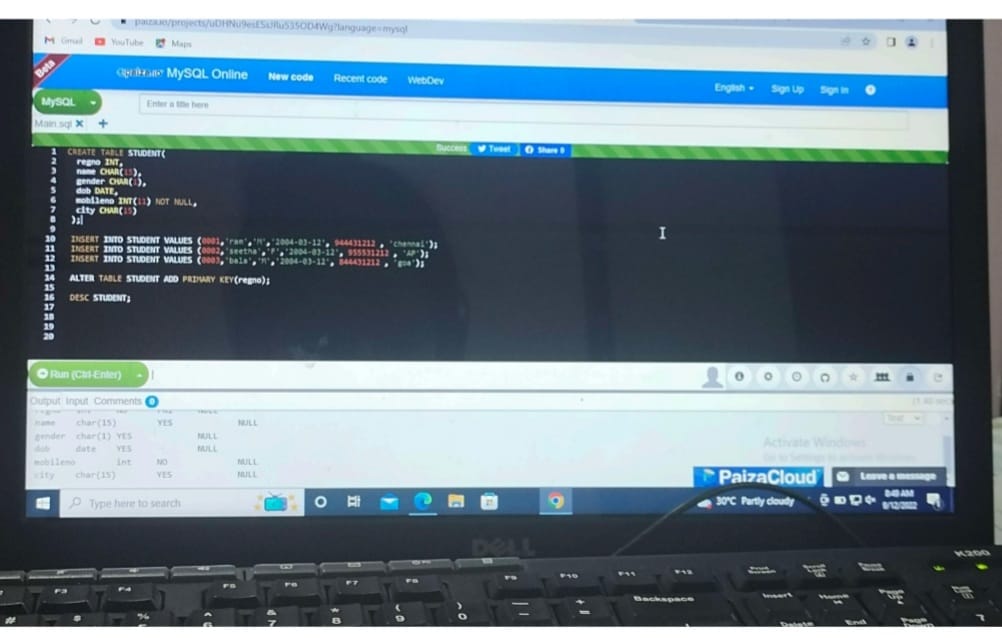 paiza.io/projects/uDHNu9esESsJRu535OD4Wg?language=mysql
Gmail YouTube Maps
Beta
MySQL Online New code Recent code WebDev English Sign Up Sign In
MySQL Enter a title here
Main.sql
Success Tweet Share 0
1 CREATE TABLE STUDENT(
2 regno INT,
3 name CHAR(15),
4 gender CHAR(1),
5 dob DATE,
6 mobileno INT(11) NOT NULL,
7 city CHAR(15)
8 );
9
10 INSERT INTO STUDENT VALUES (0001,'ram','M','2004-03-12', 944431212 , 'chennai');
11 INSERT INTO STUDENT VALUES (0002,'seetha','F','2004-03-12', 955531212 , 'AP');
12 INSERT INTO STUDENT VALUES (0003,'bala','M','2004-03-12', 844431212 , 'goa');
13
14 ALTER TABLE STUDENT ADD PRIMARY KEY(regno);
15
16 DESC STUDENT;
17
18
19
20
Run (Ctrl-Enter)
Output Input Comments 0
regno int NO PRI NULL
name char(15) YES NULL
gender char(1) YES NULL
dob date YES NULL
mobileno int NO NULL
city char(15) YES NULL
Text
Activate Windows
Go to Settings to activate Windows.
PaizaCloud Leave a message
Type here to search 30°C Partly cloudy 8:40 AM
8/12/2022
DELL
K200
F3 F4 F5 F6 F7 F8 F9 F10 F11 F12 Print Screen Scroll Lock Pause Break
# $ % ^ & * ( ) _ + Backspace Insert Home Page Up
6 7 8 9 0 - = Delete End Page Down 7